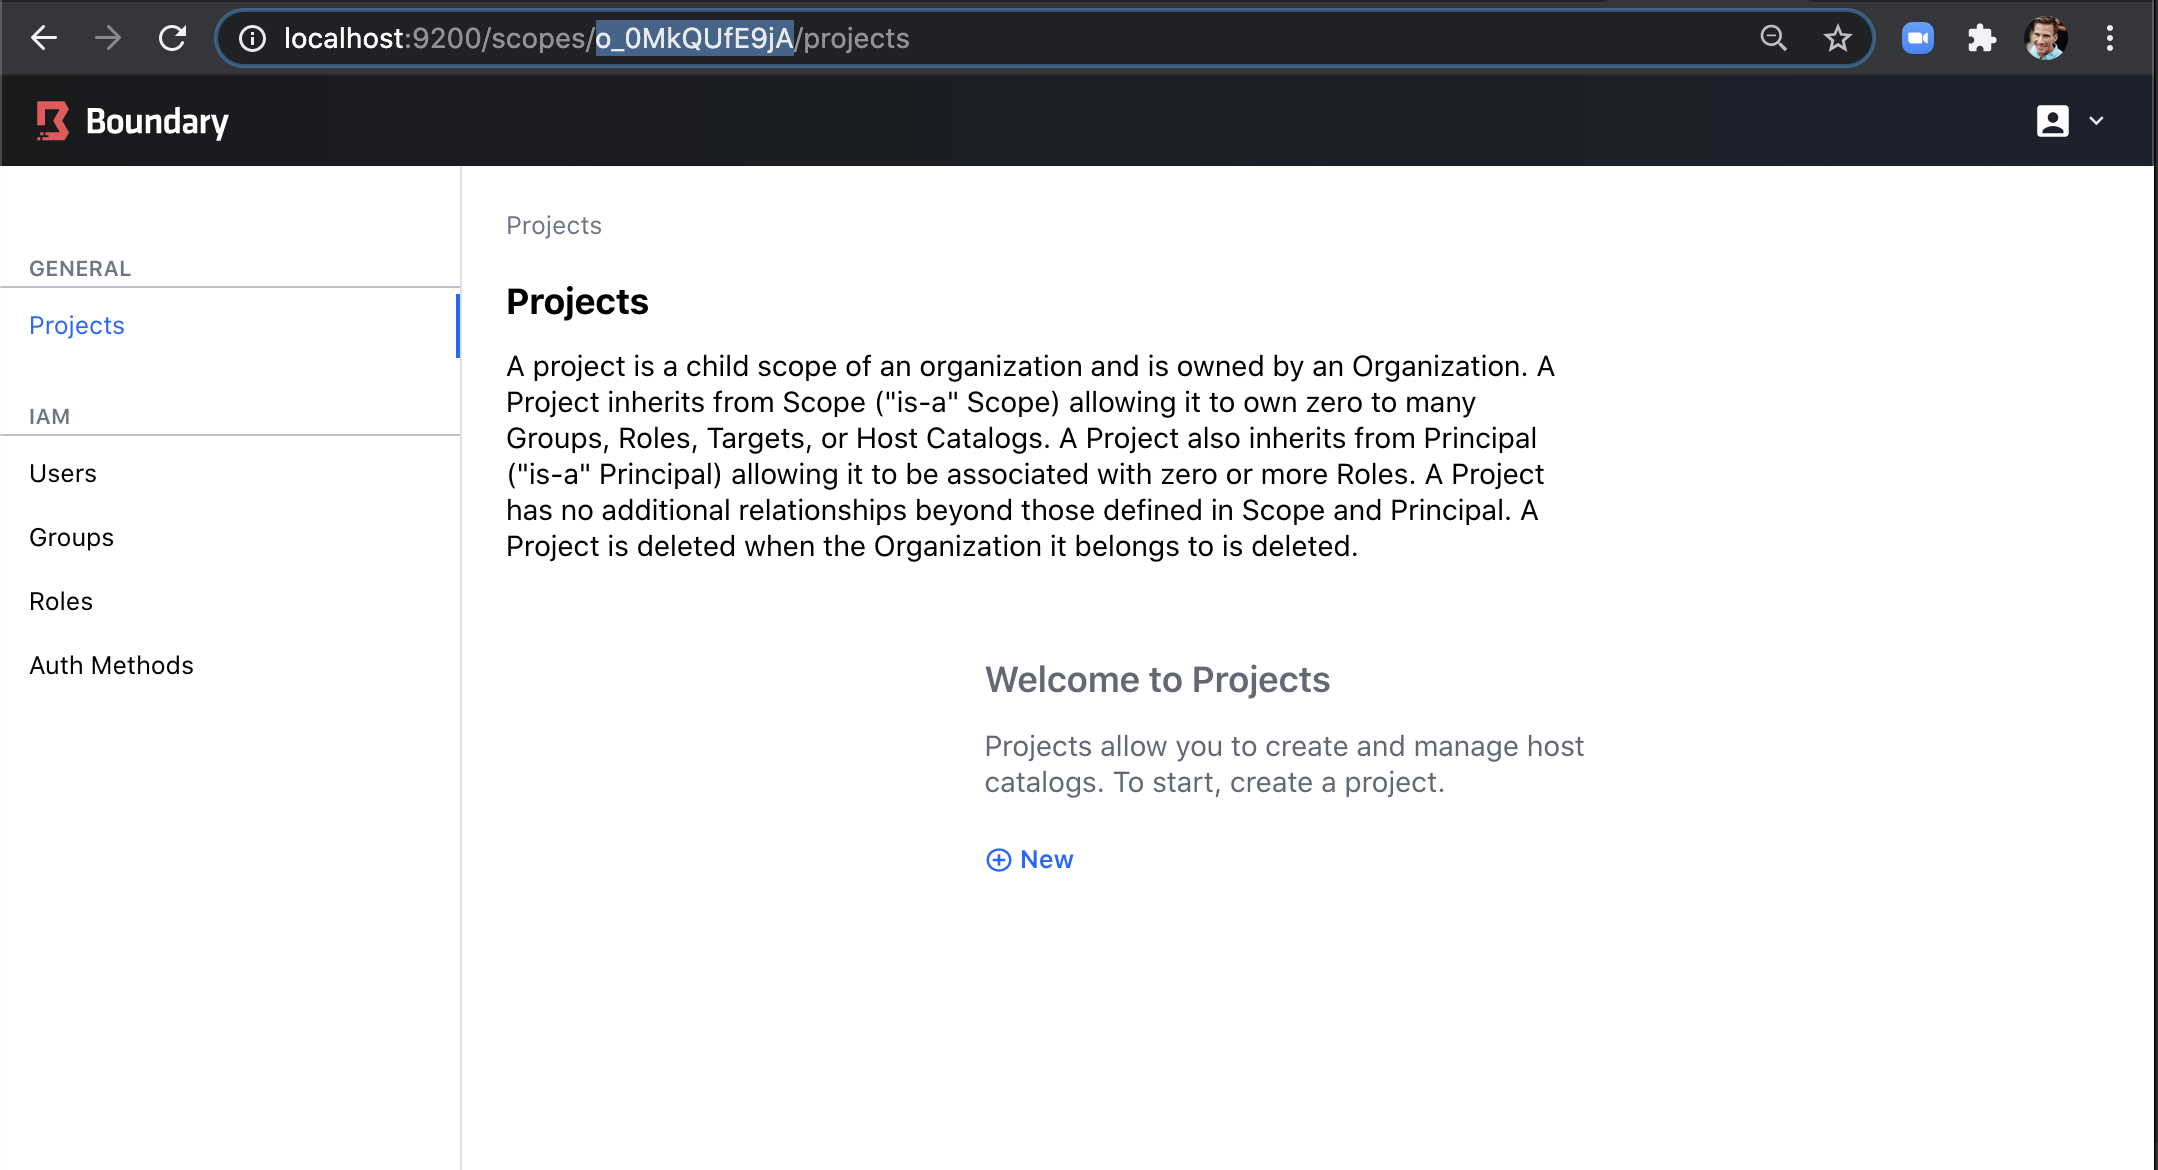 localhost:9200/scopes/o_0MkQUfE9jA/projects
Boundary
GENERAL
Projects
IAM
Users
Groups
Roles
Auth Methods
Projects
Projects
A project is a child scope of an organization and is owned by an Organization. A
Project inherits from Scope ("is-a" Scope) allowing it to own zero to many
Groups, Roles, Targets, or Host Catalogs. A Project also inherits from Principal
("is-a" Principal) allowing it to be associated with zero or more Roles. A Project
has no additional relationships beyond those defined in Scope and Principal. A
Project is deleted when the Organization it belongs to is deleted.
Welcome to Projects
Projects allow you to create and manage host
catalogs. To start, create a project.
New